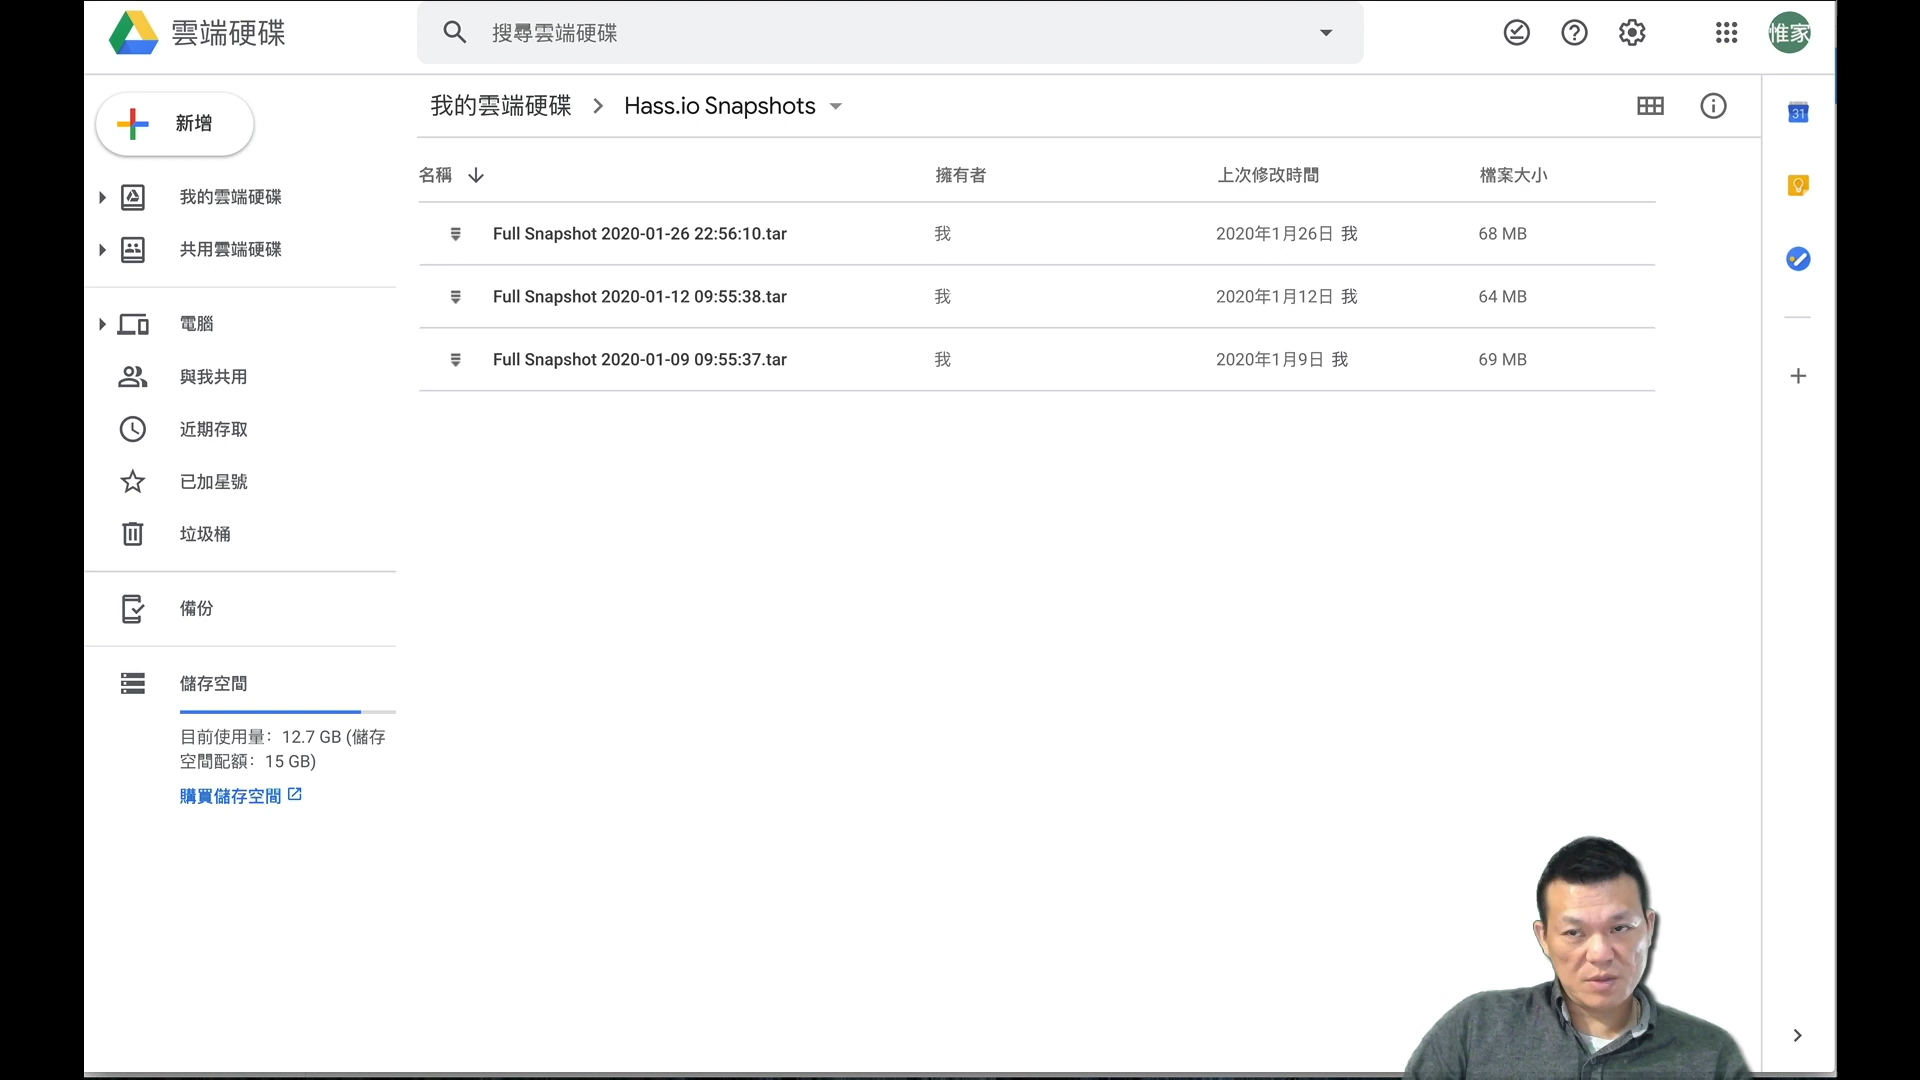 雲端硬碟
搜尋雲端硬碟
惟家
新增
我的雲端硬碟
共用雲端硬碟
電腦
與我共用
近期存取
已加星號
垃圾桶
備份
儲存空間
目前使用量：12.7 GB (儲存
空間配額：15 GB)
購買儲存空間
我的雲端硬碟 Hass.io Snapshots
名稱 擁有者 上次修改時間 檔案大小
Full Snapshot 2020-01-26 22:56:10.tar 我 2020年1月26日 我 68 MB
Full Snapshot 2020-01-12 09:55:38.tar 我 2020年1月12日 我 64 MB
Full Snapshot 2020-01-09 09:55:37.tar 我 2020年1月9日 我 69 MB
31